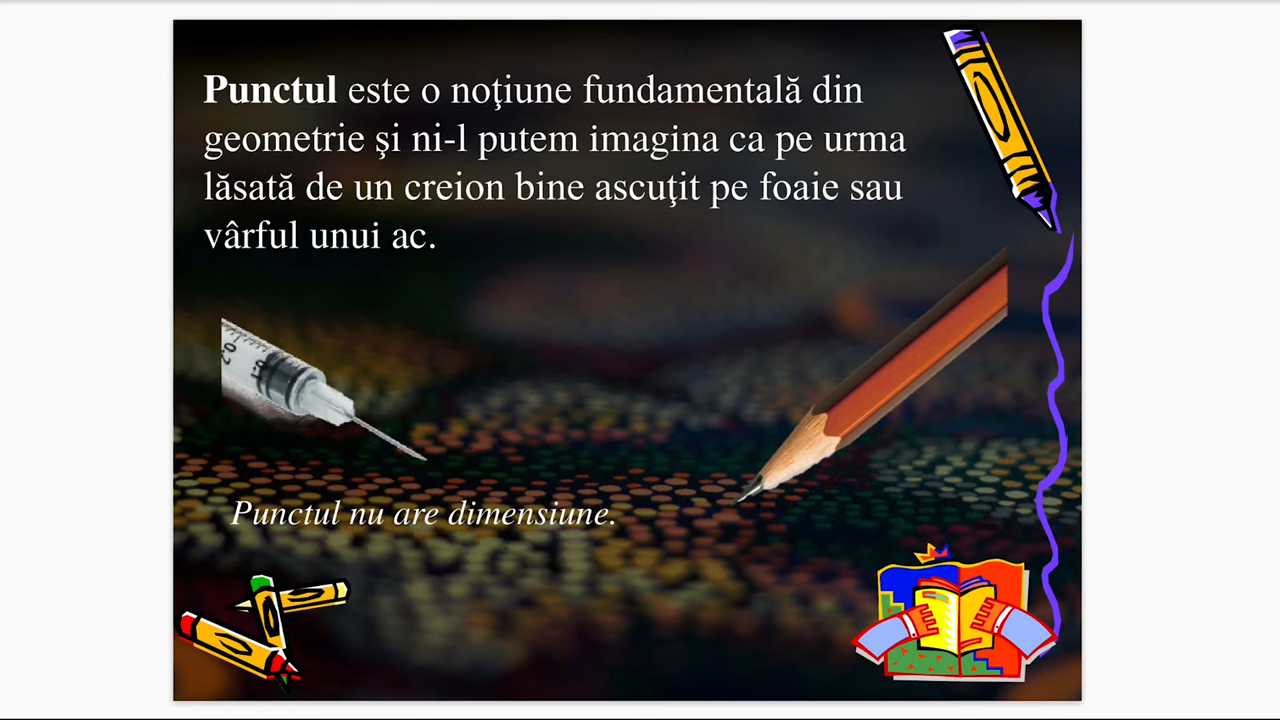 Punctul este o noţiune fundamentală din
geometrie şi ni-l putem imagina ca pe urma
lăsată de un creion bine ascuţit pe foaie sau
vârful unui ac.
Punctul nu are dimensiune.